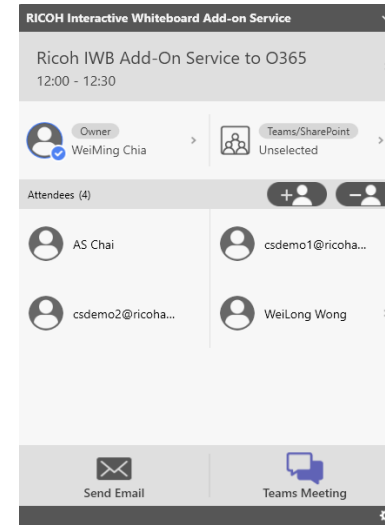 RICOH Interactive Whiteboard Add-on Service
Ricoh IWB Add-On Service to O365
12:00 - 12:30
Owner
WeiMing Chia
Teams/SharePoint
Unselected
Attendees (4)
AS Chai
csdemo1@ricoha...
csdemo2@ricoha...
WeiLong Wong
Send Email
Teams Meeting